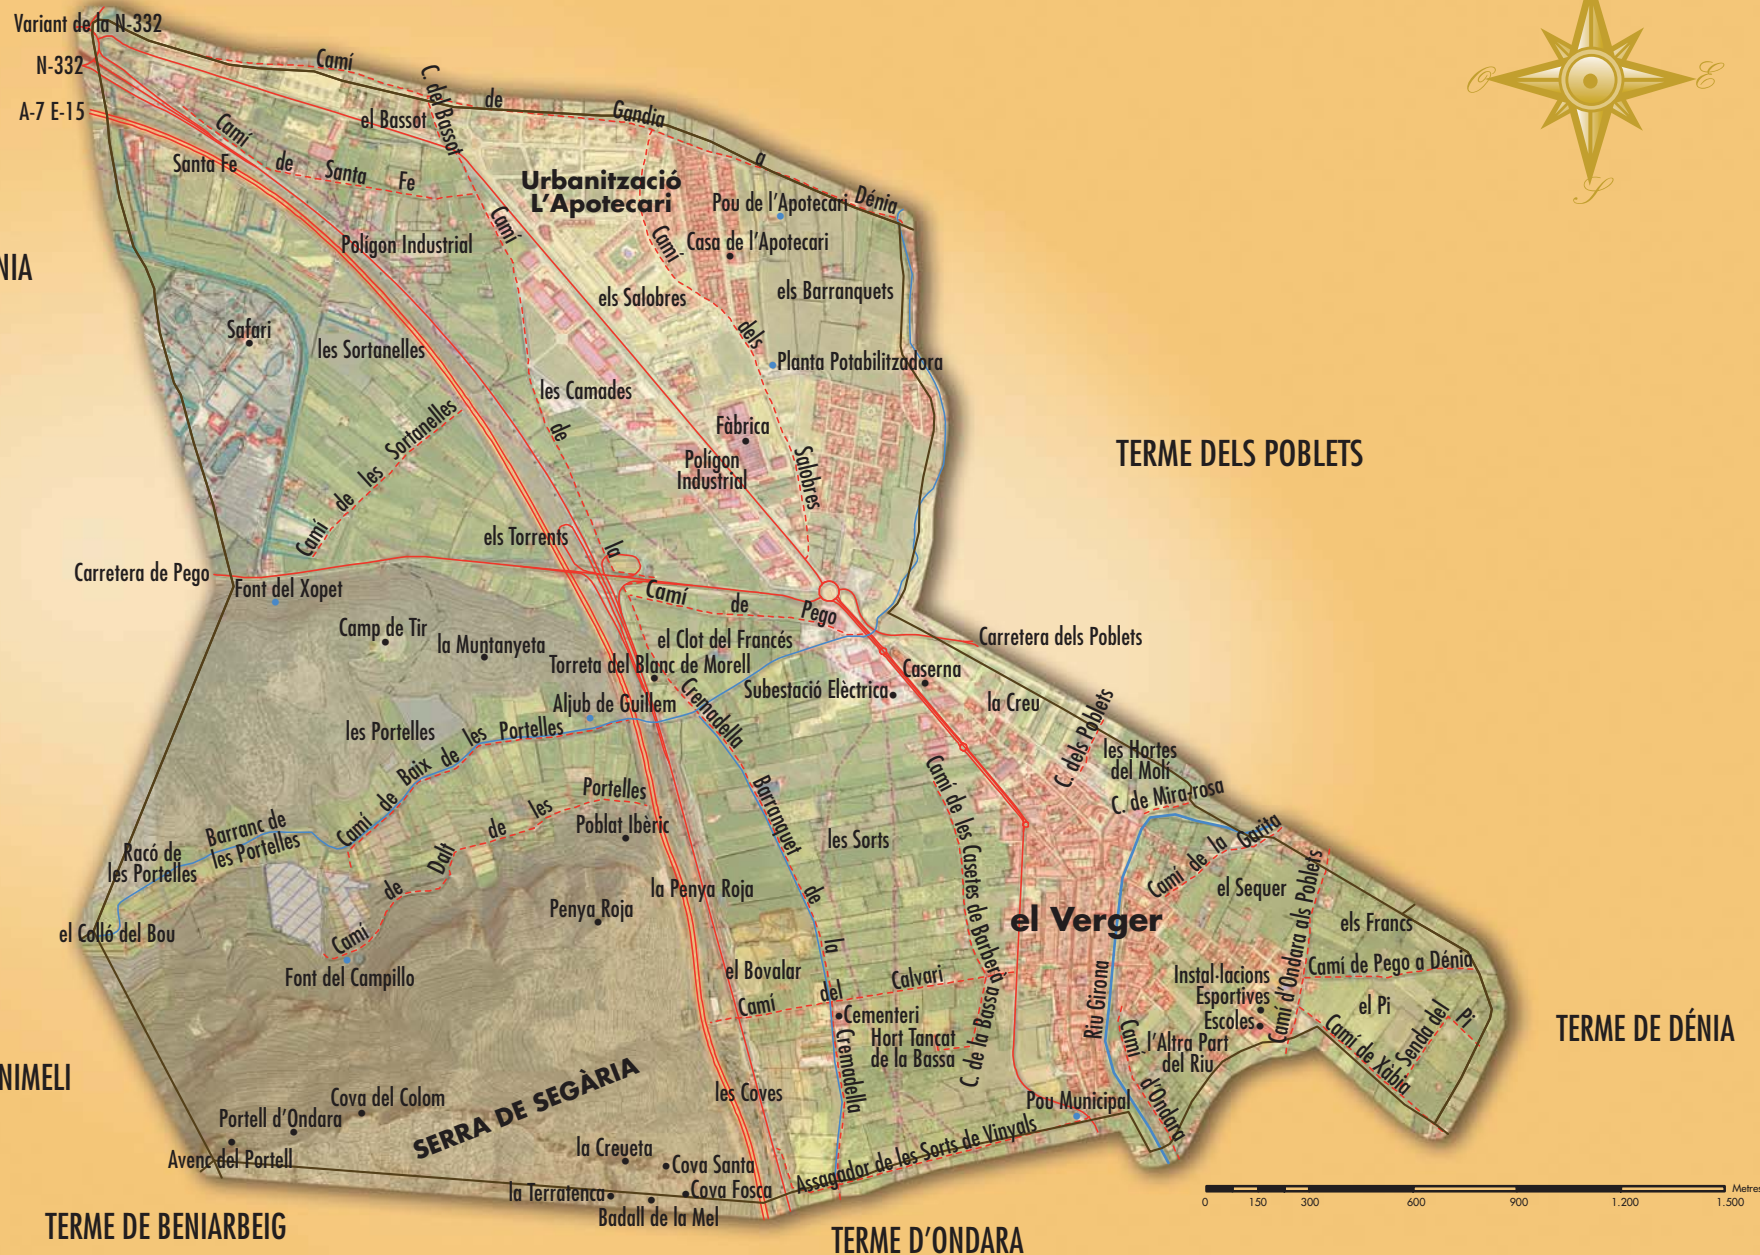 Variant de la N-332
N-332
A-7 E-15
Camí de Gandia a Dénia
C. del Bassot
el Bassot
Camí de Santa Fe
Santa Fe
Urbanització
L'Apotecari
Pou de l'Apotecari
Casa de l'Apotecari
Polígon Industrial
Camí de la Cremadella
Camí dels Salobres
els Salobres
els Barranquets
O
E
S
NIA
Safari
les Sortanelles
Planta Potabilitzadora
les Camades
Camí de les Sortanelles
Fàbrica
Polígon
Industrial
TERME DELS POBLETS
els Torrents
Carretera de Pego
Font del Xopet
Camí de Pego
Camp de Tir
la Muntanyeta
el Clot del Francés
Carretera dels Poblets
Torreta del Blanc de Morell
Caserna
Subestació Elèctrica
Aljub de Guillem
la Creu
les Portelles
Camí de Baix de les Portelles
C. dels Poblets
les Hortes
del Molí
C. de Mira-rosa
Camí de Dalt de les Portelles
Poblat Ibèric
Barranquet de la Cremadella
Camí de les Casetes de Barberà
les Sorts
Barranc de
les Portelles
Racó de
les Portelles
Camí de la Garita
la Penya Roja
el Sequer
Penya Roja
el Verger
els Francs
el Colló del Bou
Camí d'Ondara als Poblets
Camí de Pego a Dénia
Font del Campillo
el Bovalar
Camí del Calvari
Instal·lacions
Esportives
Escoles
Riu Girona
el Pi
Senda del Pi
Cementeri
Hort Tancat
de la Bassa
C. de la Bassa
Camí d'Ondara
l'Altra Part
del Riu
Camí de Xàbia
TERME DE DÉNIA
NIMELI
SERRA DE SEGÀRIA
les Coves
Cova del Colom
Portell d'Ondara
Pou Municipal
Avenc del Portell
la Creueta
Cova Santa
Assagador de les Sorts de Vinyals
la Terratenca
Cova Fosca
Badall de la Mel
Metres
0 150 300 600 900 1.200 1.500
TERME DE BENIARBEIG
TERME D'ONDARA